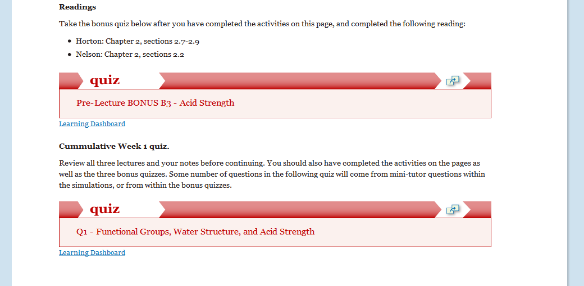 Readings
Take the bonus quiz below after you have completed the activities on this page, and completed the following reading:
• Horton: Chapter 2, sections 2.7-2.9
• Nelson: Chapter 2, sections 2.2
quiz
Pre-Lecture BONUS B3 - Acid Strength
Learning Dashboard
Cummulative Week 1 quiz.
Review all three lectures and your notes before continuing. You should also have completed the activities on the pages as
well as the three bonus quizzes. Some number of questions in the following quiz will come from mini-tutor questions within
the simulations, or from within the bonus quizzes.
quiz
Q1 - Functional Groups, Water Structure, and Acid Strength
Learning Dashboard